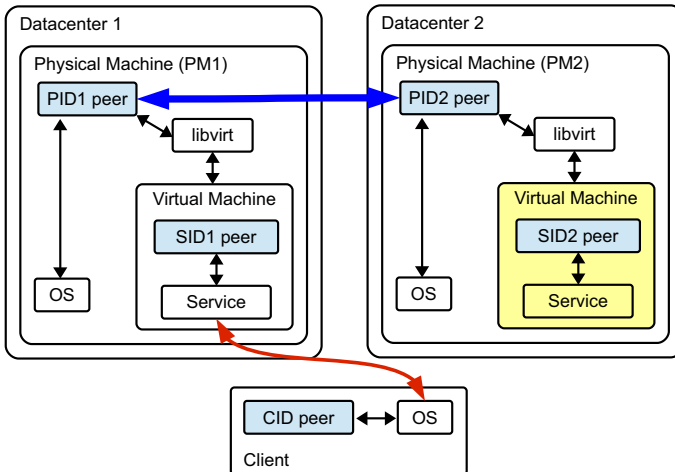 Datacenter 1
Physical Machine (PM1)
PID1 peer
libvirt
Virtual Machine
SID1 peer
OS
Service
Datacenter 2
Physical Machine (PM2)
PID2 peer
libvirt
Virtual Machine
SID2 peer
OS
Service
CID peer
OS
Client